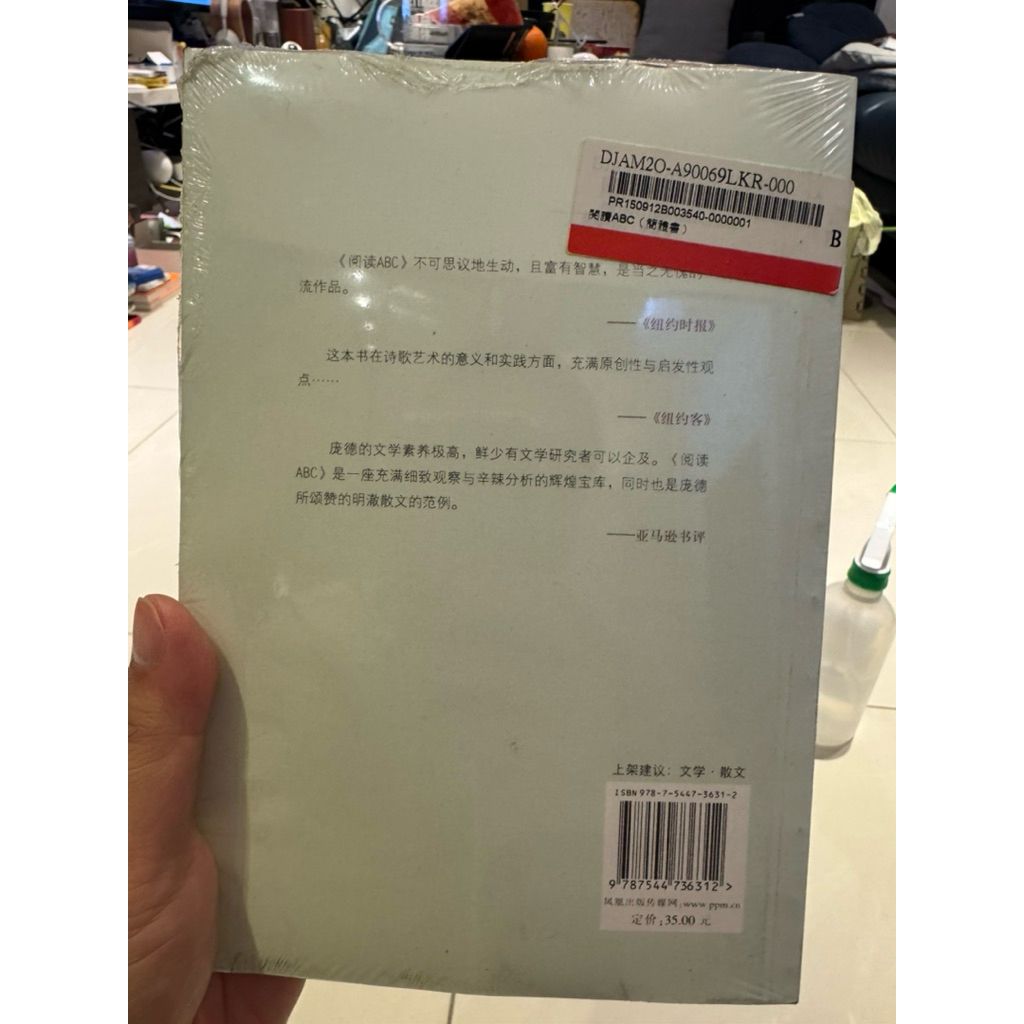 DJAM2O-A90069LKR-000
PR150912B003540-0000001
閱讀ABC（簡體書）
B
《阅读ABC》不可思议地生动，且富有智慧，是当之无愧的
流作品。
——《纽约时报》
这本书在诗歌艺术的意义和实践方面，充满原创性与启发性观
点……
——《纽约客》
庞德的文学素养极高，鲜少有文学研究者可以企及。《阅读
ABC》是一座充满细致观察与辛辣分析的辉煌宝库，同时也是庞德
所颂赞的明澈散文的范例。
——亚马逊书评
上架建议：文学·散文
ISBN 978-7-5447-3631-2
9 787544 736312 >
凤凰出版传媒网:www.ppm.cn
定价:35.00 元